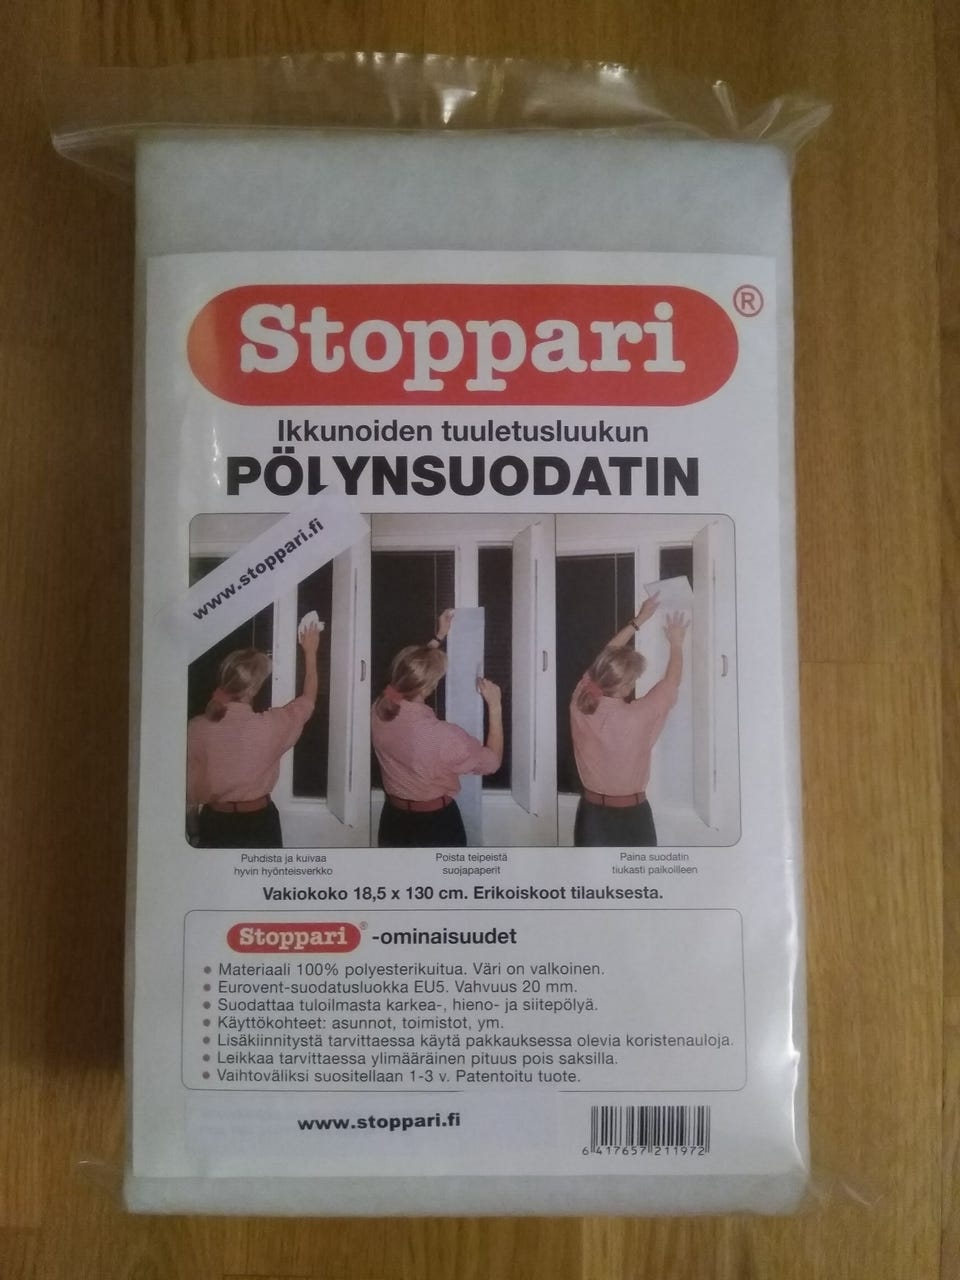 Stoppari®
Ikkunoiden tuuletusluukun
PÖLYNSUODATIN
www.stoppari.fi
Puhdista ja kuivaa
hyvin hyönteisverkko
Poista teipeistä
suojapaperit
Paina suodatin
tiukasti paikoilleen
Vakiokoko 18,5 x 130 cm. Erikoiskoot tilauksesta.
Stoppari® -ominaisuudet
• Materiaali 100% polyesterikuitua. Väri on valkoinen.
• Eurovent-suodatusluokka EU5. Vahvuus 20 mm.
• Suodattaa tuloilmasta karkea-, hieno- ja siitepölyä.
• Käyttökohteet: asunnot, toimistot, ym.
• Lisäkiinnitystä tarvittaessa käytä pakkauksessa olevia koristenauloja.
• Leikkaa tarvittaessa ylimääräinen pituus pois saksilla.
• Vaihtoväliksi suositellaan 1-3 v. Patentoitu tuote.
www.stoppari.fi
6 417657 211972